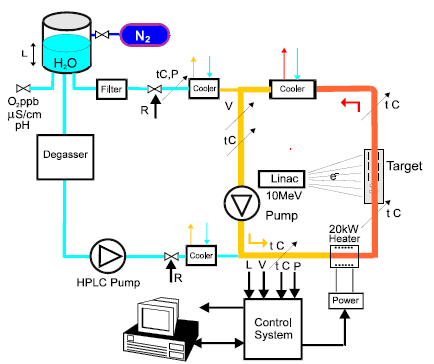 N2
L
H2O
tC,P
Cooler
Cooler
Filter
O2ppb
µS/cm
pH
R
V
tC
tC
Degasser
Linac
10MeV
e-
Target
Pump
tC
20kW
Heater
tC
Cooler
HPLC Pump
R
L V tC P
Power
Control
System